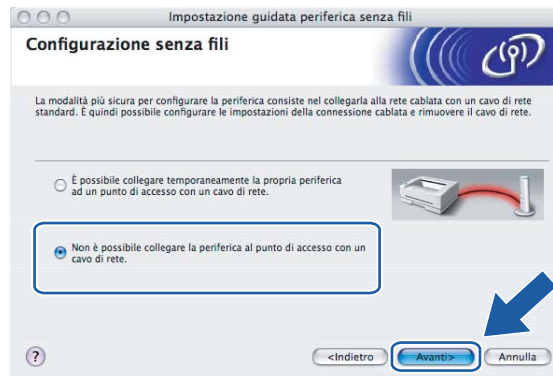 Impostazione guidata periferica senza fili
Configurazione senza fili
La modalità più sicura per configurare la periferica consiste nel collegarla alla rete cablata con un cavo di rete
standard. È quindi possibile configurare le impostazioni della connessione cablata e rimuovere il cavo di rete.
È possibile collegare temporaneamente la propria periferica
ad un punto di accesso con un cavo di rete.
Non è possibile collegare la periferica al punto di accesso con un
cavo di rete.
?
<Indietro
Avanti>
Annulla